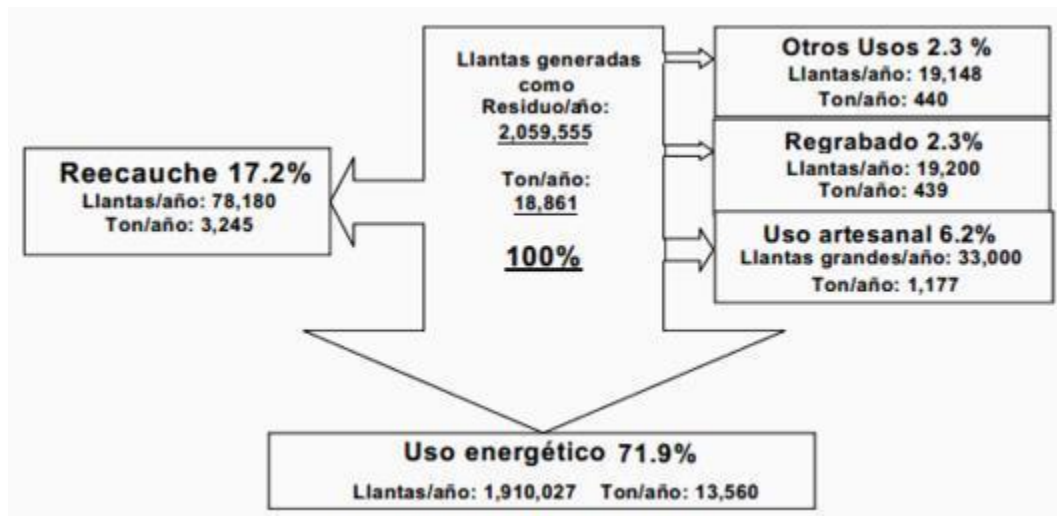 Llantas generadas
como
Residuo/año:
2,059,555
Ton/año:
18,861
100%
Reecauche 17.2%
Llantas/año: 78,180
Ton/año: 3,245
Otros Usos 2.3 %
Llantas/año: 19,148
Ton/año: 440
Regrabado 2.3%
Llantas/año: 19,200
Ton/año: 439
Uso artesanal 6.2%
Llantas grandes/año: 33,000
Ton/año: 1,177
Uso energético 71.9%
Llantas/año: 1,910,027 Ton/año: 13,560